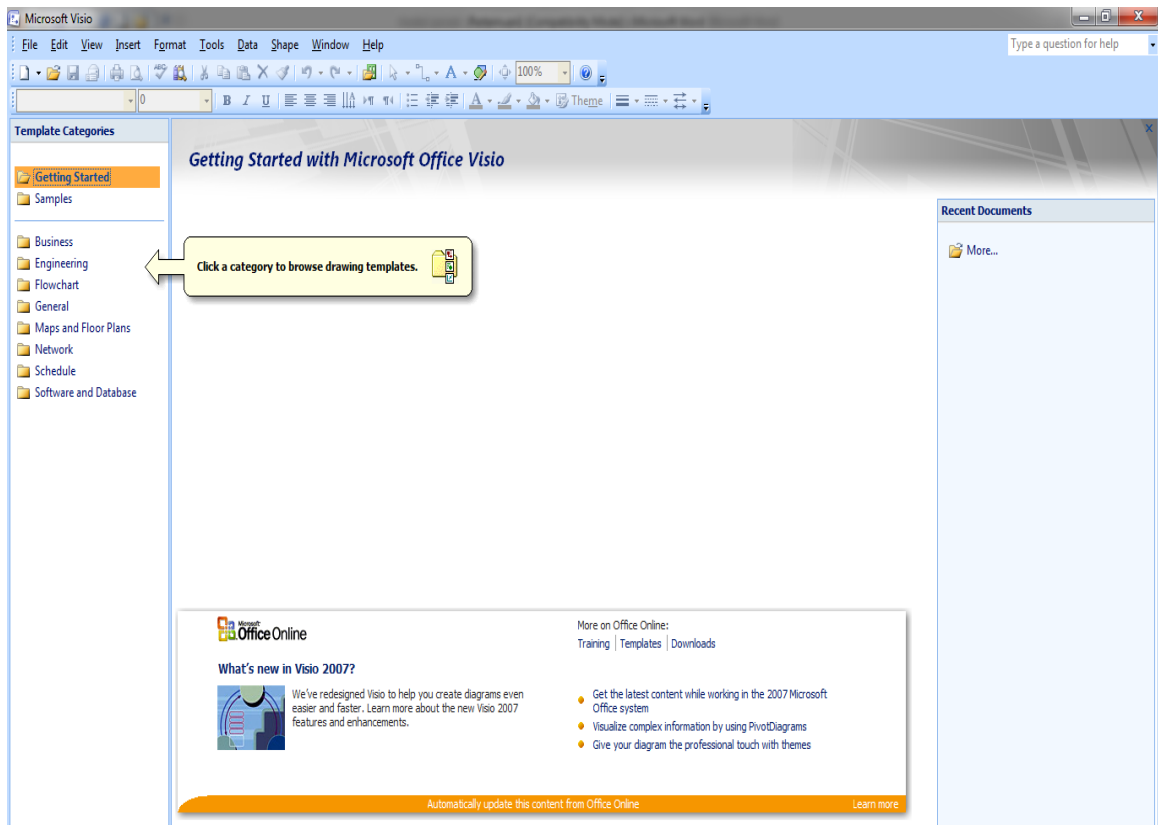 Microsoft Visio
File Edit View Insert Format Tools Data Shape Window Help
Type a question for help
100%
0
B I U
Theme
Template Categories
Getting Started
Samples
Business
Engineering
Flowchart
General
Maps and Floor Plans
Network
Schedule
Software and Database
Getting Started with Microsoft Office Visio
Click a category to browse drawing templates.
Recent Documents
More...
Microsoft
Office Online
What's new in Visio 2007?
We've redesigned Visio to help you create diagrams even
easier and faster. Learn more about the new Visio 2007
features and enhancements.
More on Office Online:
Training | Templates | Downloads
Get the latest content while working in the 2007 Microsoft
Office system
Visualize complex information by using PivotDiagrams
Give your diagram the professional touch with themes
Automatically update this content from Office Online
Learn more